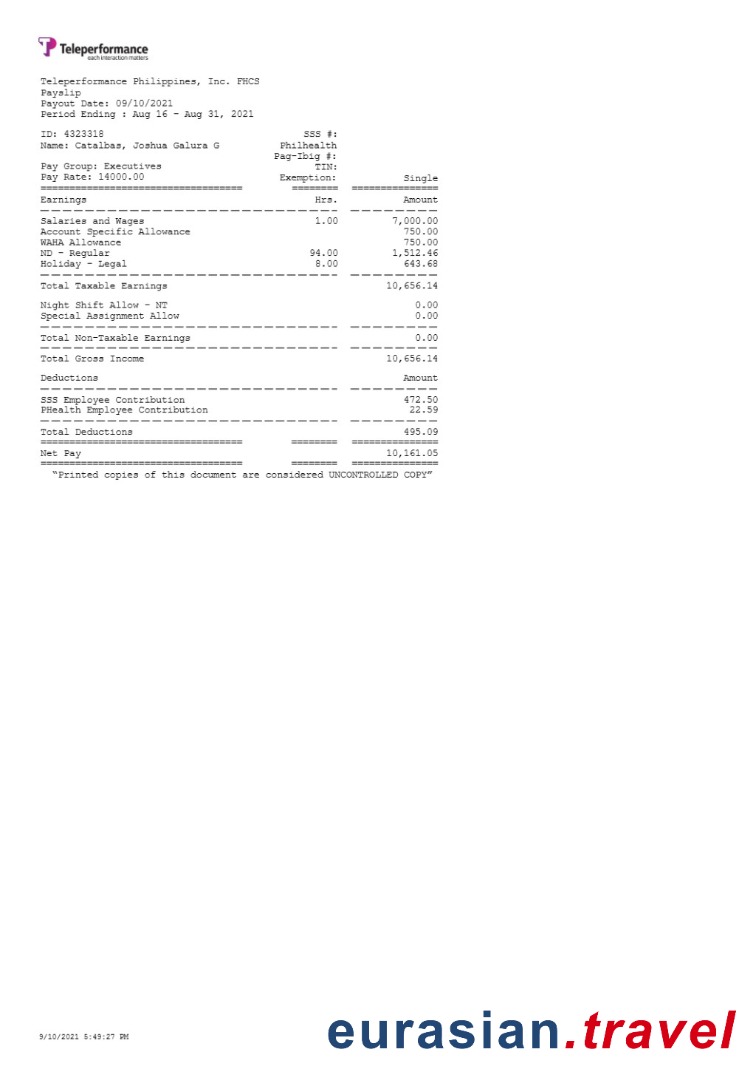 Teleperformance
each interaction matters
Teleperformance Philippines, Inc. FHCS
Payslip
Payout Date: 09/10/2021
Period Ending : Aug 16 - Aug 31, 2021
ID: 4323318 SSS #:
Name: Catalbas, Joshua Galura G Philhealth
Pag-Ibig #:
Pay Group: Executives TIN:
Pay Rate: 14000.00 Exemption: Single
Earnings Hrs. Amount
Salaries and Wages 1.00 7,000.00
Account Specific Allowance 750.00
WAHA Allowance 750.00
ND - Regular 94.00 1,512.46
Holiday - Legal 8.00 643.68
Total Taxable Earnings 10,656.14
Night Shift Allow - NT 0.00
Special Assignment Allow 0.00
Total Non-Taxable Earnings 0.00
Total Gross Income 10,656.14
Deductions Amount
SSS Employee Contribution 472.50
PHealth Employee Contribution 22.59
Total Deductions 495.09
Net Pay 10,161.05
"Printed copies of this document are considered UNCONTROLLED COPY"
9/10/2021 5:49:27 PM
eurasian.travel